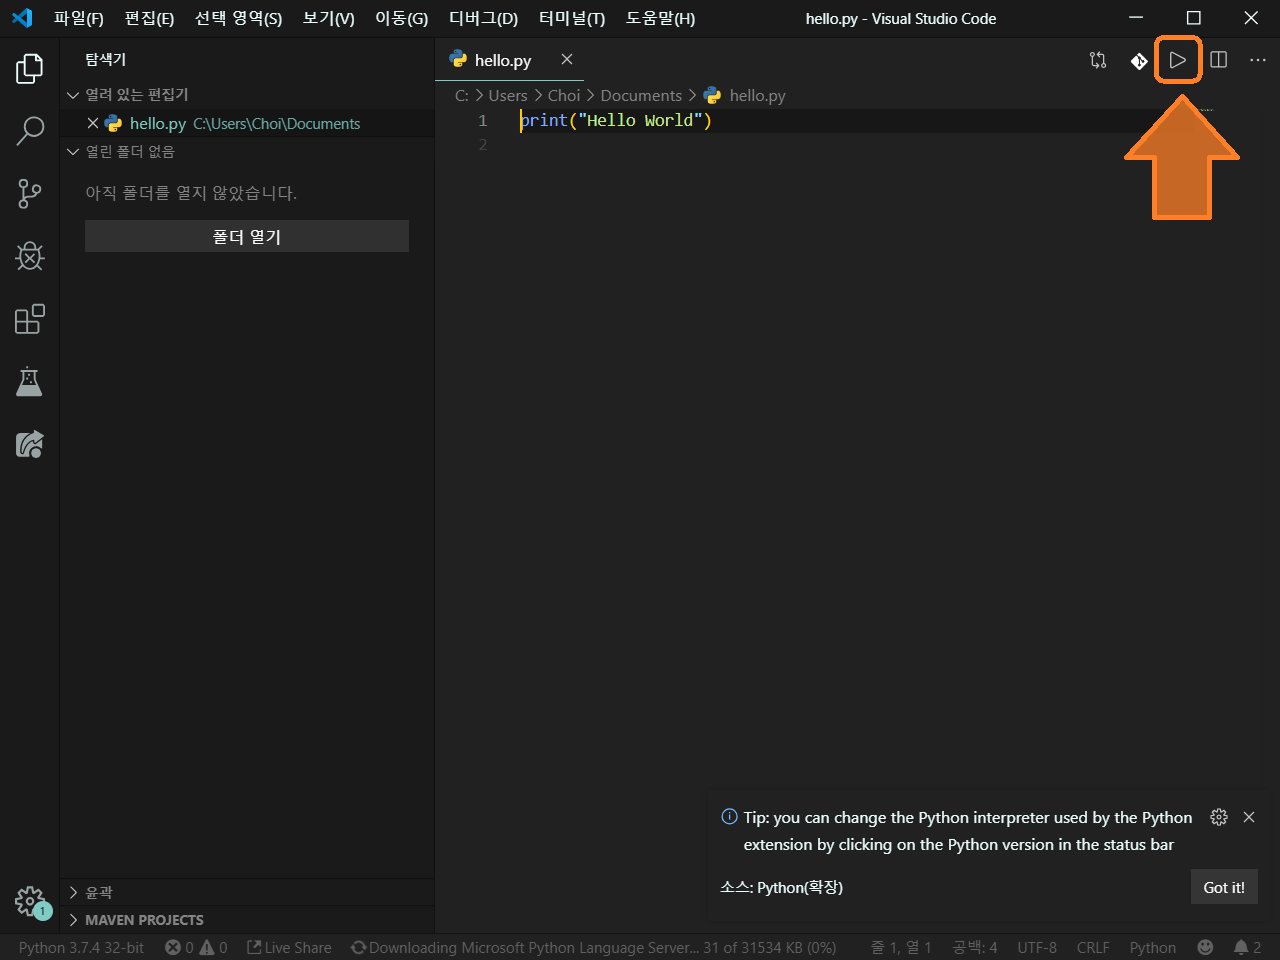 파일(F) 편집(E) 선택 영역(S) 보기(V) 이동(G) 디버그(D) 터미널(T) 도움말(H) hello.py - Visual Studio Code
탐색기
열려 있는 편집기
hello.py C:\Users\Choi\Documents
열린 폴더 없음
아직 폴더를 열지 않았습니다.
폴더 열기
윤곽
MAVEN PROJECTS
1
hello.py
C: > Users > Choi > Documents > hello.py
1 print("Hello World")
2
Tip: you can change the Python interpreter used by the Python
extension by clicking on the Python version in the status bar
소스: Python(확장)
Got it!
Python 3.7.4 32-bit 0 0 Live Share Downloading Microsoft Python Language Server... 31 of 31534 KB (0%) 줄 1, 열 1 공백: 4 UTF-8 CRLF Python 2